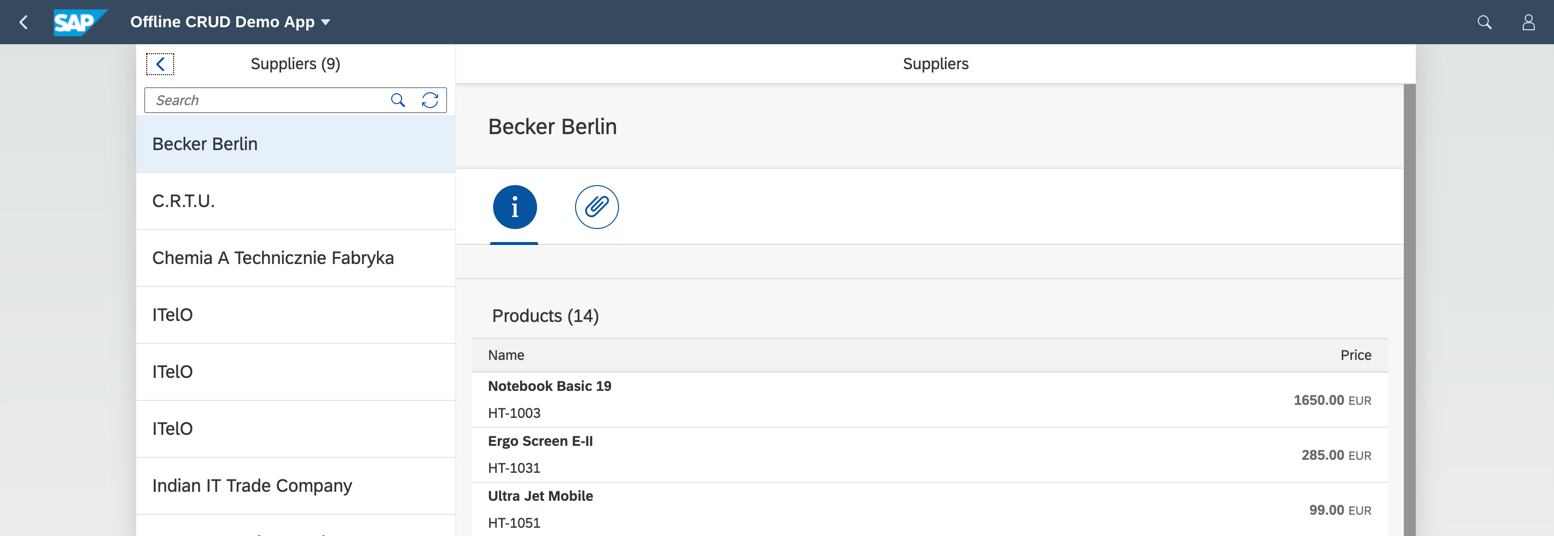 SAP Offline CRUD Demo App
Suppliers (9)
Search
Becker Berlin
C.R.T.U.
Chemia A Technicznie Fabryka
ITelO
ITelO
ITelO
Indian IT Trade Company
Suppliers
Becker Berlin
i
Products (14)
Name Price
Notebook Basic 19
HT-1003
1650.00 EUR
Ergo Screen E-II
HT-1031
285.00 EUR
Ultra Jet Mobile
HT-1051
99.00 EUR